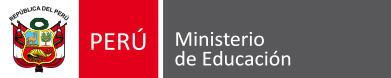 REPÚBLICA DEL PERÚ
PERÚ
Ministerio
de Educación